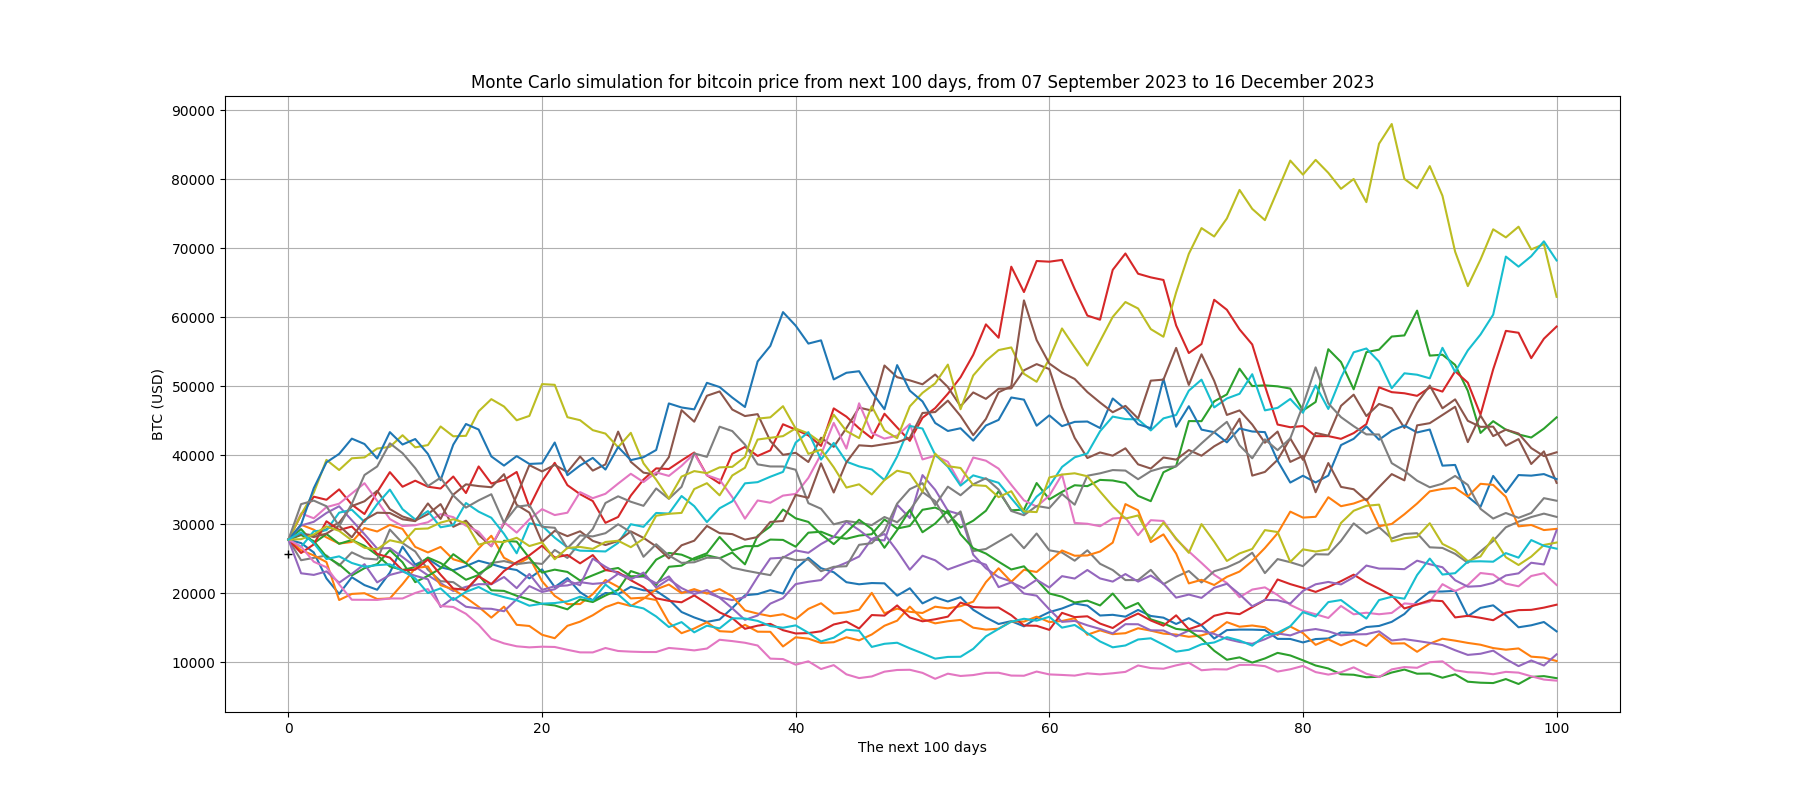 Monte Carlo simulation for bitcoin price from next 100 days, from 07 September 2023 to 16 December 2023
90000
80000
70000
60000
50000
40000
30000
20000
10000
BTC (USD)
0 20 40 60 80 100
The next 100 days